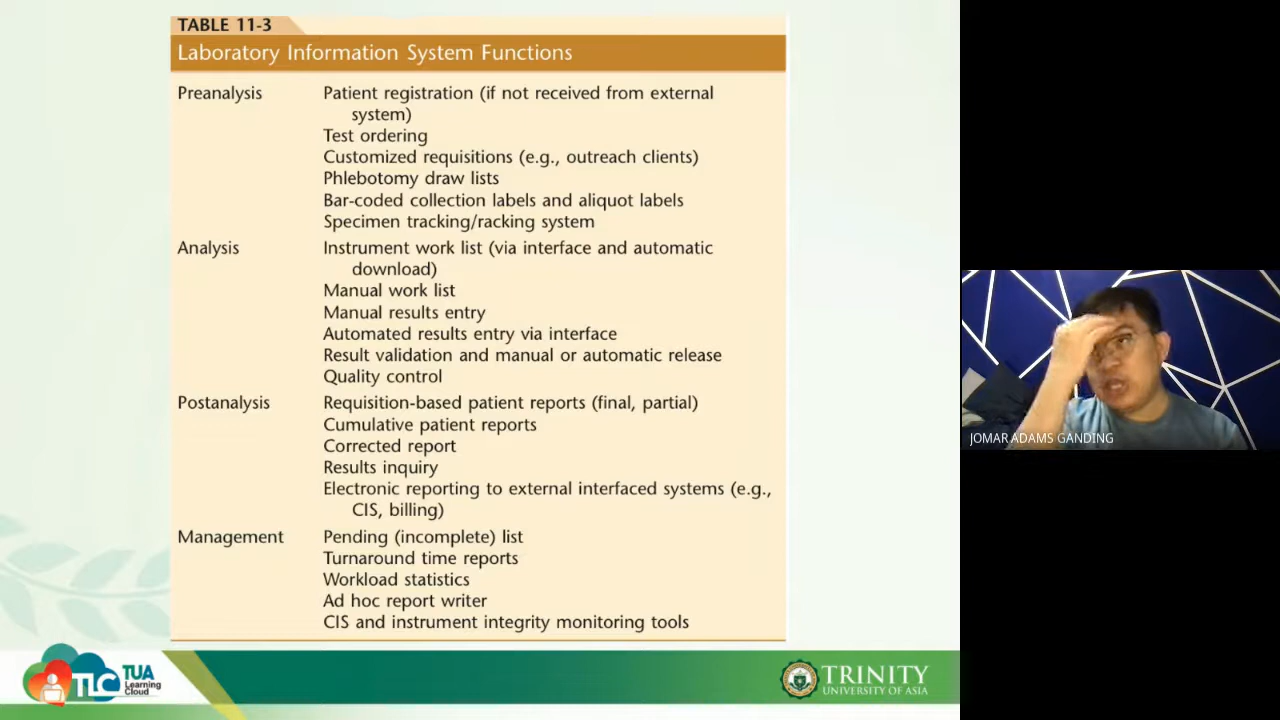 TABLE 11-3
Laboratory Information System Functions
Preanalysis Patient registration (if not received from external
system)
Test ordering
Customized requisitions (e.g., outreach clients)
Phlebotomy draw lists
Bar-coded collection labels and aliquot labels
Specimen tracking/racking system
Analysis Instrument work list (via interface and automatic
download)
Manual work list
Manual results entry
Automated results entry via interface
Result validation and manual or automatic release
Quality control
Postanalysis Requisition-based patient reports (final, partial)
Cumulative patient reports
Corrected report
Results inquiry
Electronic reporting to external interfaced systems (e.g.,
CIS, billing)
Management Pending (incomplete) list
Turnaround time reports
Workload statistics
Ad hoc report writer
CIS and instrument integrity monitoring tools
JOMAR ADAMS GANDING
TLC
TUA
Learning
Cloud
TRINITY
UNIVERSITY OF ASIA